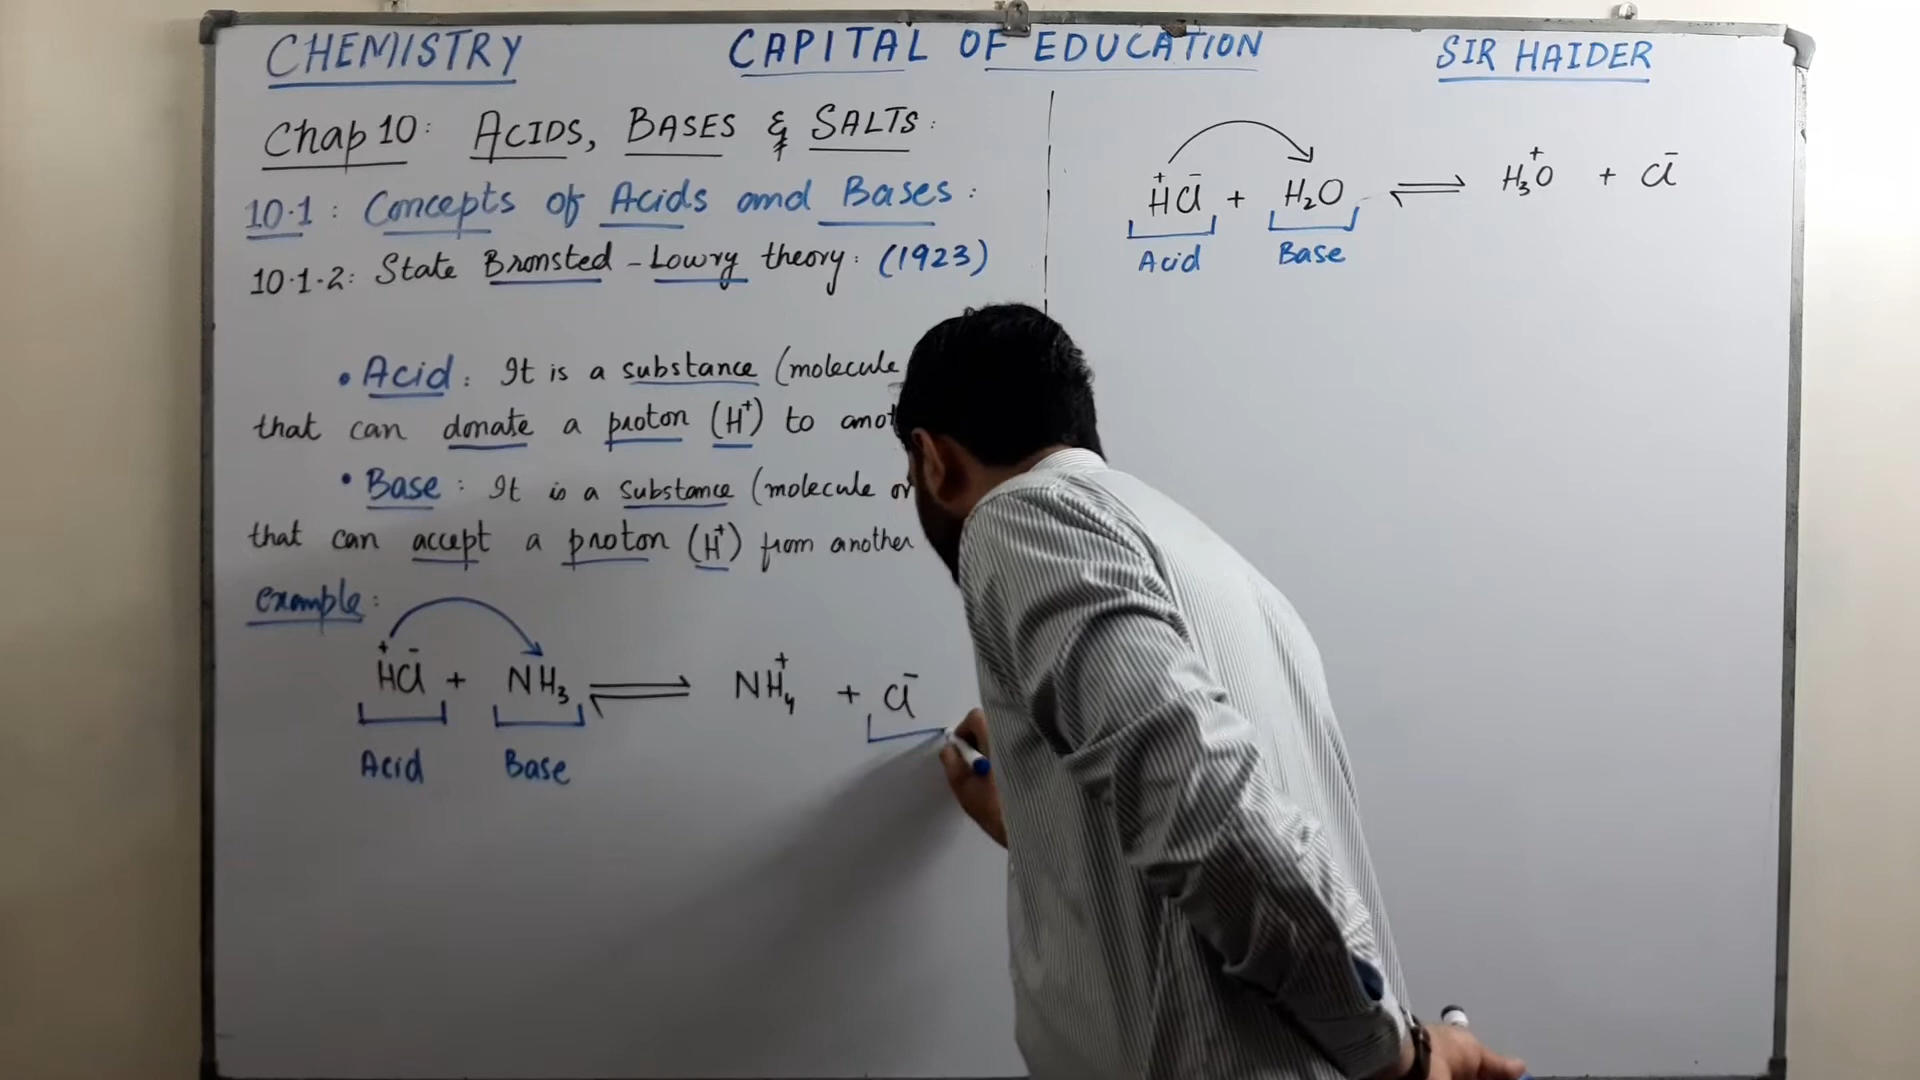 CHEMISTRY CAPITAL OF EDUCATION SIR HAIDER
Chap 10: ACIDS, BASES & SALTS:
10.1: Concepts of Acids and Bases:
10.1.2: State Bronsted-Lowry theory: (1923)
• Acid: It is a substance (molecule
that can donate a proton (H⁺) to
• Base: It is a substance (molecule or
that can accept a proton (H⁺) from another
example:
H⁺Cl⁻ + NH₃ ⇌ NH₄⁺ + Cl⁻
Acid Base
H⁺Cl⁻ + H₂O ⇌ H₃O⁺ + Cl⁻
Acid Base